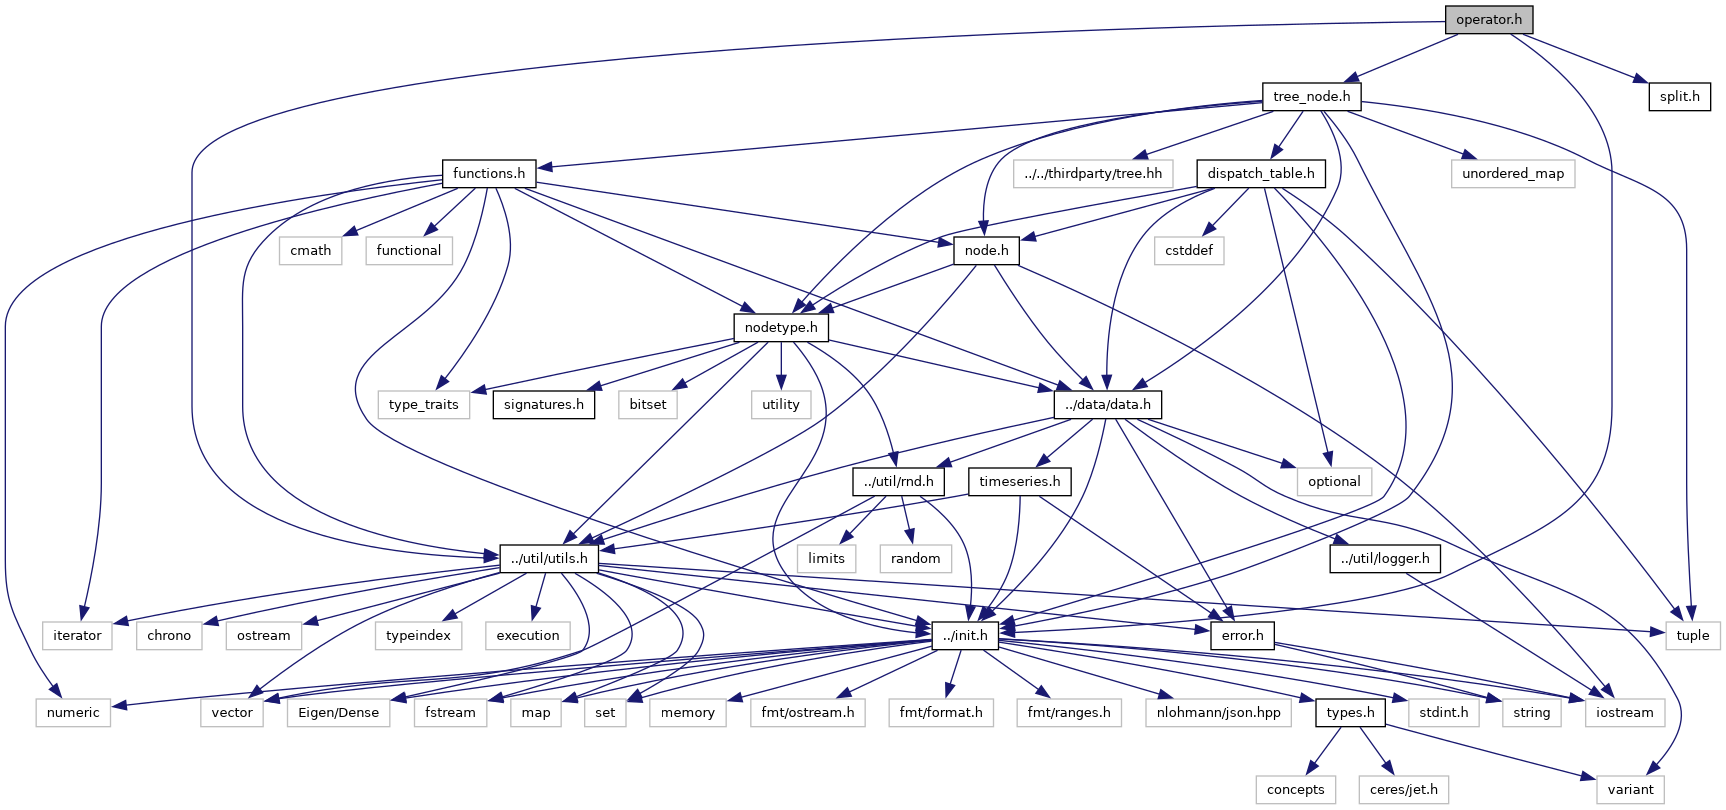 operator.h
tree_node.h
split.h
functions.h
../../thirdparty/tree.hh
dispatch_table.h
unordered_map
cmath
functional
node.h
cstddef
nodetype.h
type_traits
signatures.h
bitset
utility
../data/data.h
../util/rnd.h
timeseries.h
optional
../util/utils.h
limits
random
../util/logger.h
iterator
chrono
ostream
typeindex
execution
../init.h
error.h
tuple
numeric
vector
Eigen/Dense
fstream
map
set
memory
fmt/ostream.h
fmt/format.h
fmt/ranges.h
nlohmann/json.hpp
types.h
stdint.h
string
iostream
concepts
ceres/jet.h
variant